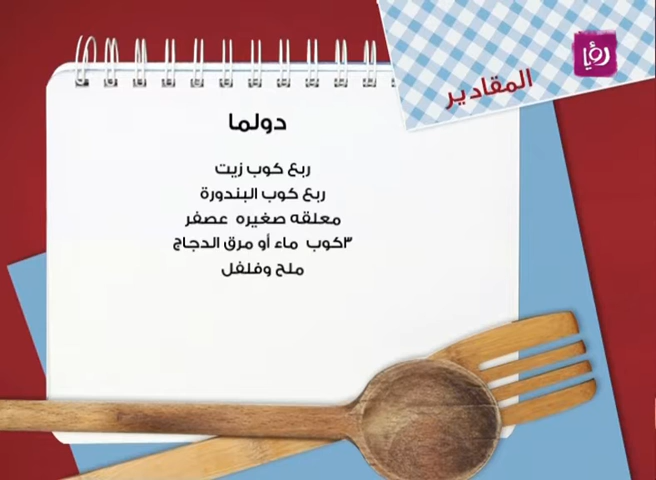 رؤيا
المقادير
دولما
ربع كوب زيت
ربع كوب البندورة
معلقه صغيره عصفر
٣كوب ماء أو مرق الدجاج
ملح وفلفل